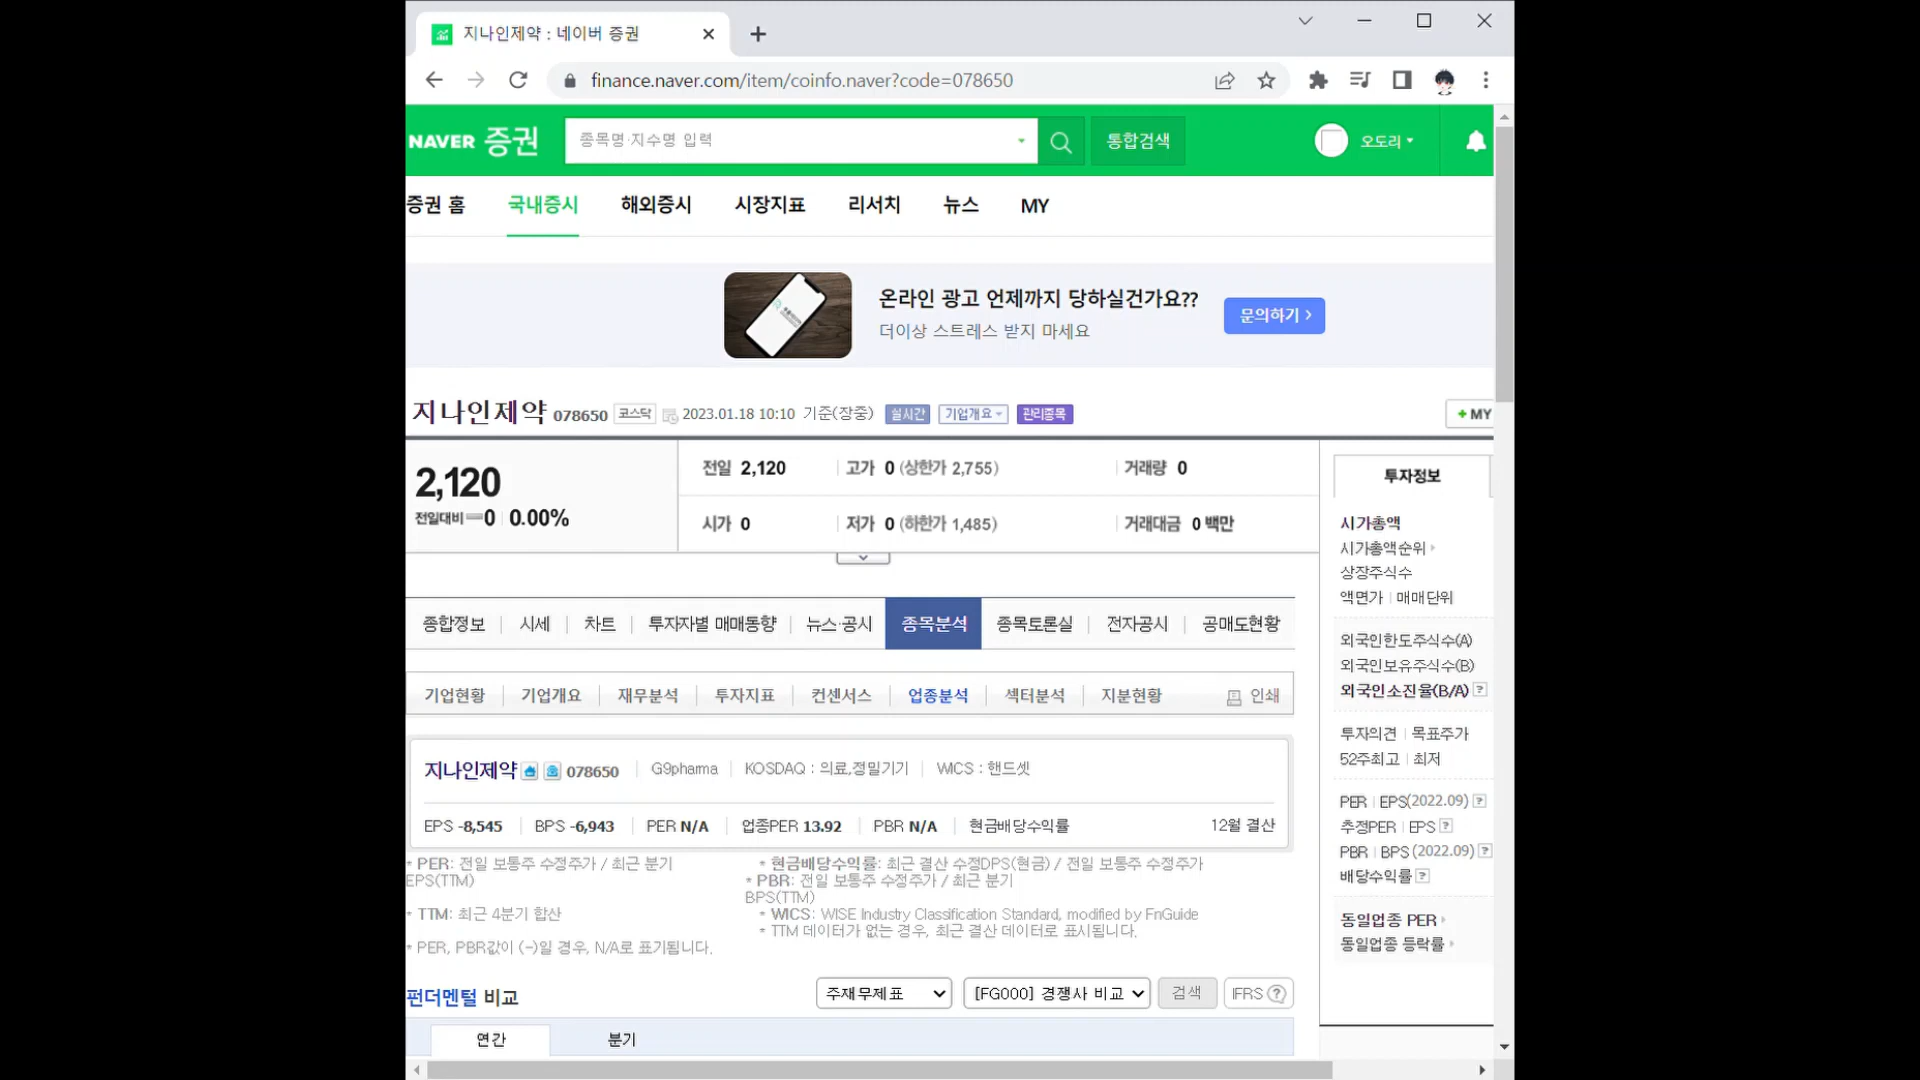 지나인제약 : 네이버 증권
finance.naver.com/item/coinfo.naver?code=078650
NAVER 증권
종목명·지수명 입력
통합검색
오도리
증권 홈 국내증시 해외증시 시장지표 리서치 뉴스 MY
온라인 광고 언제까지 당하실건가요??
더이상 스트레스 받지 마세요
문의하기 >
지나인제약 078650 코스닥 2023.01.18 10:10 기준(장중) 실시간 기업개요 관리종목
+ MY
2,120
전일대비 0 0.00%
전일 2,120 고가 0 (상한가 2,755) 거래량 0
시가 0 저가 0 (하한가 1,485) 거래대금 0 백만
종합정보 시세 차트 투자자별 매매동향 뉴스·공시 종목분석 종목토론실 전자공시 공매도현황
기업현황 기업개요 재무분석 투자지표 컨센서스 업종분석 섹터분석 지분현황 인쇄
지나인제약 078650 G9pharma KOSDAQ : 의료,정밀기기 WICS : 핸드셋
EPS -8,545 BPS -6,943 PER N/A 업종PER 13.92 PBR N/A 현금배당수익률 12월 결산
* PER: 전일 보통주 수정주가 / 최근 분기
EPS(TTM)
* TTM: 최근 4분기 합산
* PER, PBR값이 (-)일 경우, N/A로 표기됩니다.
* 현금배당수익률: 최근 결산 수정DPS(현금) / 전일 보통주 수정주가
* PBR: 전일 보통주 수정주가 / 최근 분기
BPS(TTM)
* WICS: WISE Industry Classification Standard, modified by FnGuide
* TTM 데이터가 없는 경우, 최근 결산 데이터로 표시됩니다.
펀더멘털 비교
주재무제표 [FG000] 경쟁사 비교 검색 IFRS ?
연간 분기
투자정보
시가총액
시가총액순위
상장주식수
액면가 매매단위
외국인한도주식수(A)
외국인보유주식수(B)
외국인소진율(B/A) ?
투자의견 목표주가
52주최고 최저
PER EPS(2022.09) ?
추정PER EPS ?
PBR BPS (2022.09) ?
배당수익률 ?
동일업종 PER
동일업종 등락률